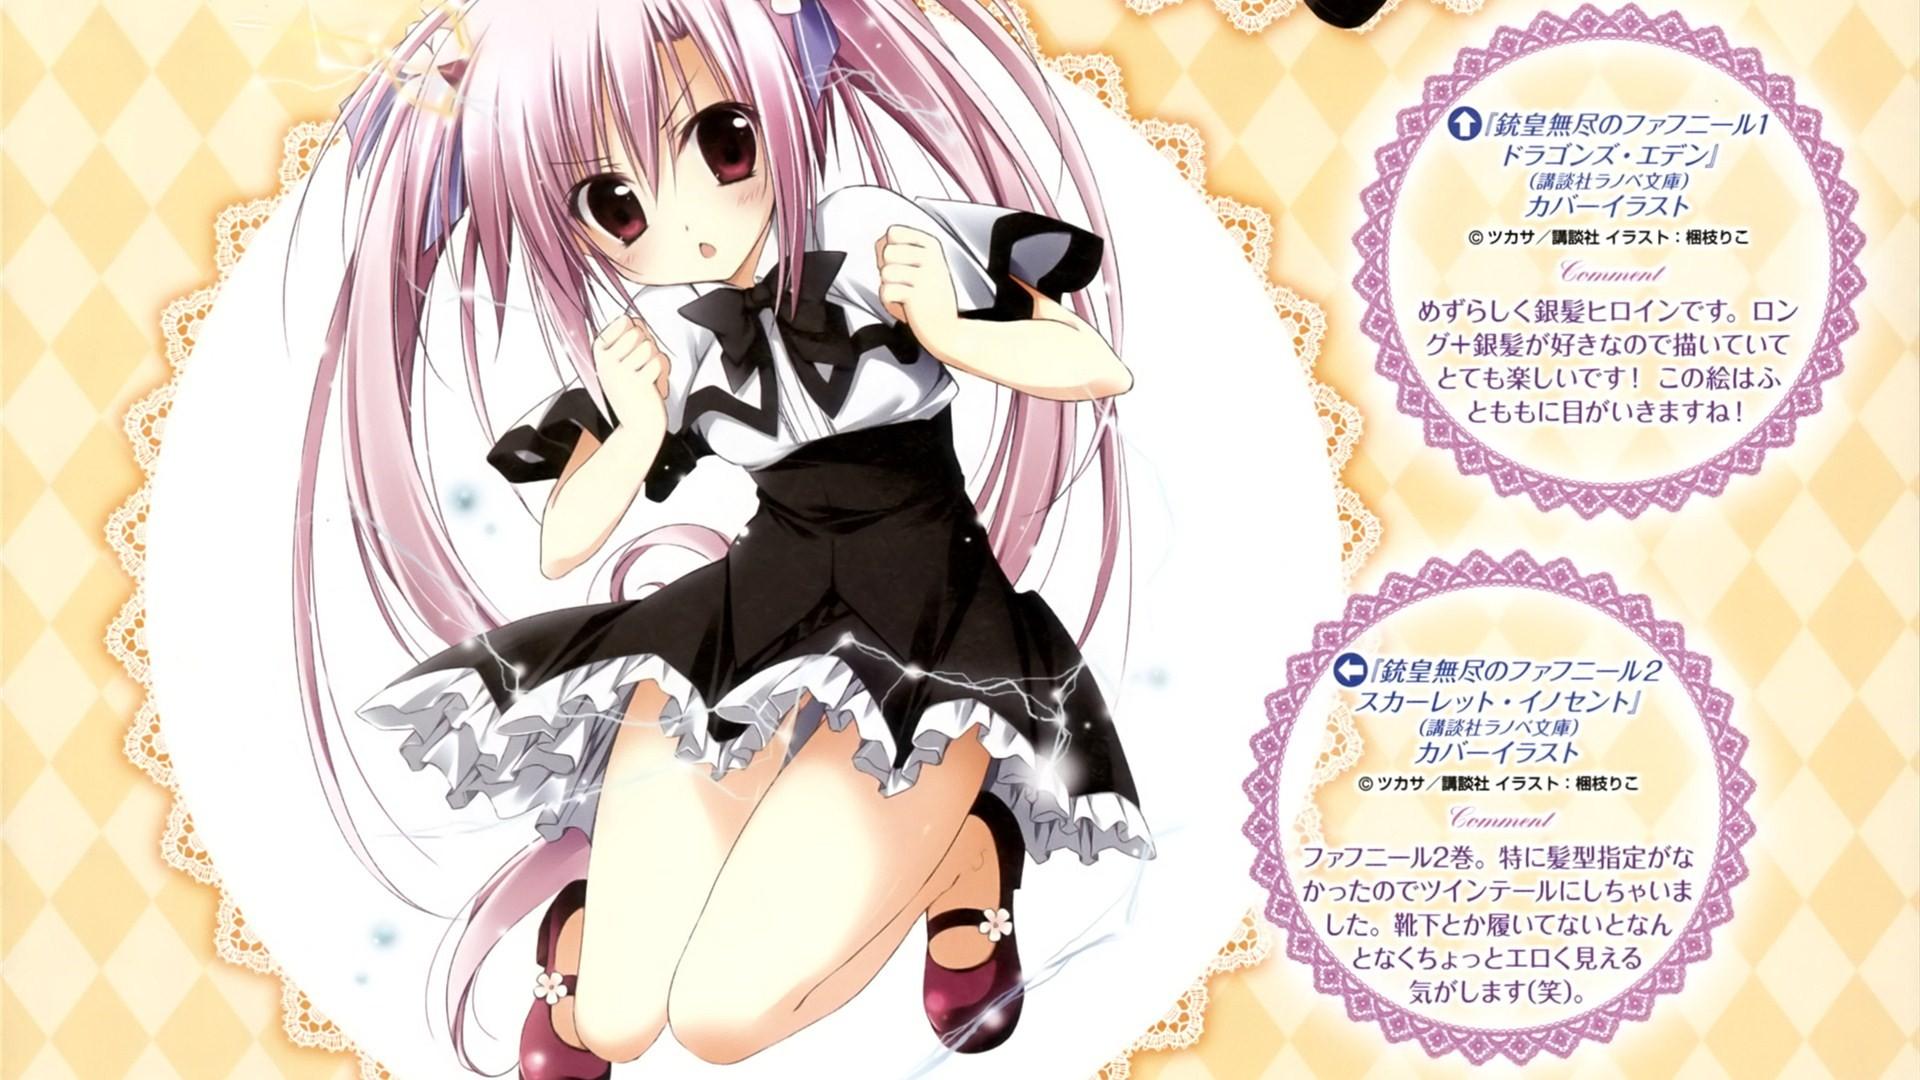 『銃皇無尽のファフニール1
ドラゴンズ・エデン』
(講談社ラノベ文庫)
カバーイラスト
©ツカサ／講談社 イラスト：梱枝りこ
Comment
めずらしく銀髪ヒロインです。ロン
グ＋銀髪が好きなので描いていて
とても楽しいです！ この絵はふ
とももに目がいきますね！
『銃皇無尽のファフニール2
スカーレット・イノセント』
(講談社ラノベ文庫)
カバーイラスト
©ツカサ／講談社 イラスト：梱枝りこ
Comment
ファフニール2巻。特に髪型指定がな
かったのでツインテールにしちゃいま
した。靴下とか履いてないとなん
となくちょっとエロく見える
気がします(笑)。